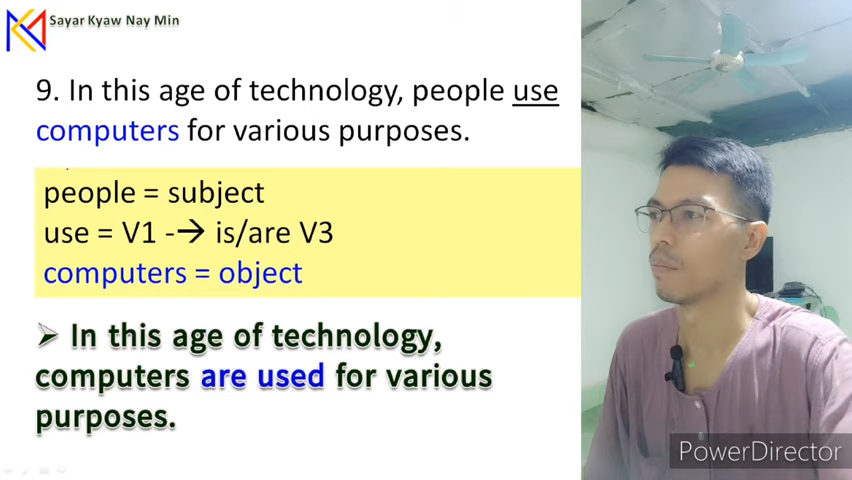 Sayar Kyaw Nay Min
9. In this age of technology, people use
computers for various purposes.
people = subject
use = V1 -→ is/are V3
computers = object
➢ In this age of technology,
computers are used for various
purposes.
PowerDirector